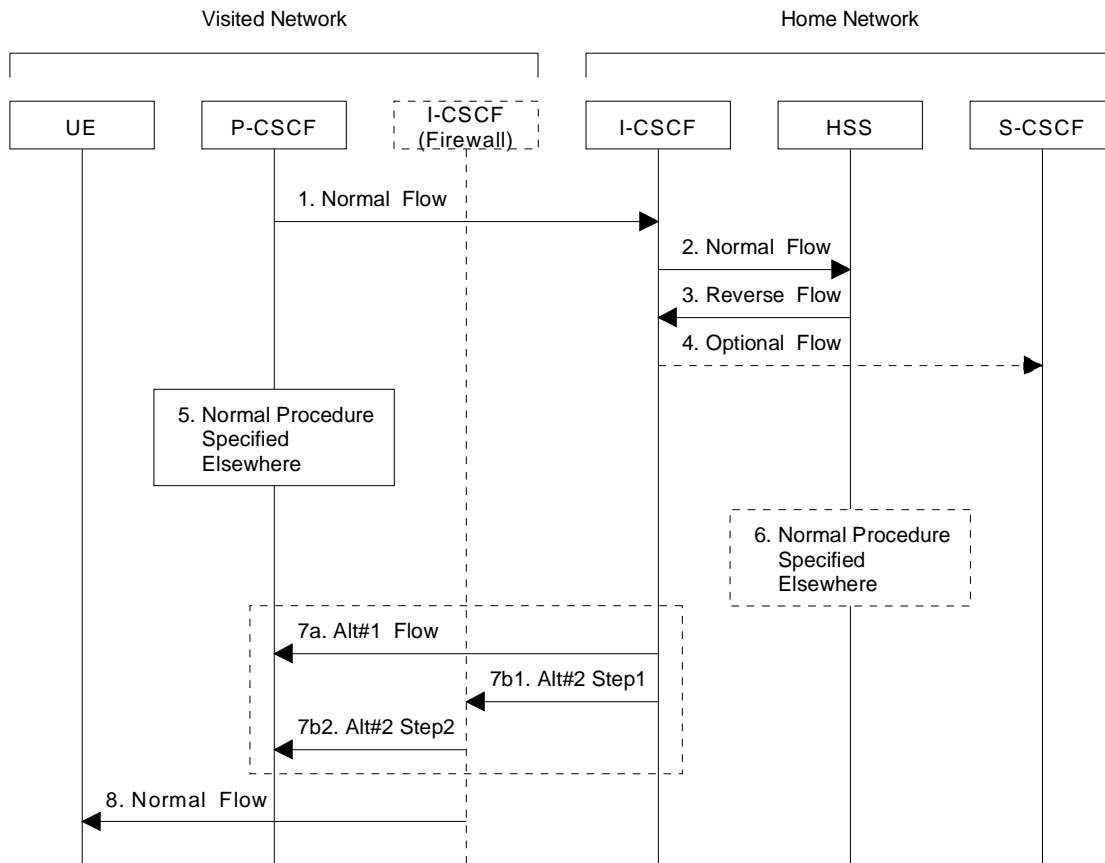 Visited Network
Home Network
UE
P-CSCF
I-CSCF
(Firewall)
I-CSCF
HSS
S-CSCF
1. Normal Flow
2. Normal Flow
3. Reverse Flow
4. Optional Flow
5. Normal Procedure
Specified
Elsewhere
6. Normal Procedure
Specified
Elsewhere
7a. Alt#1 Flow
7b1. Alt#2 Step1
7b2. Alt#2 Step2
8. Normal Flow